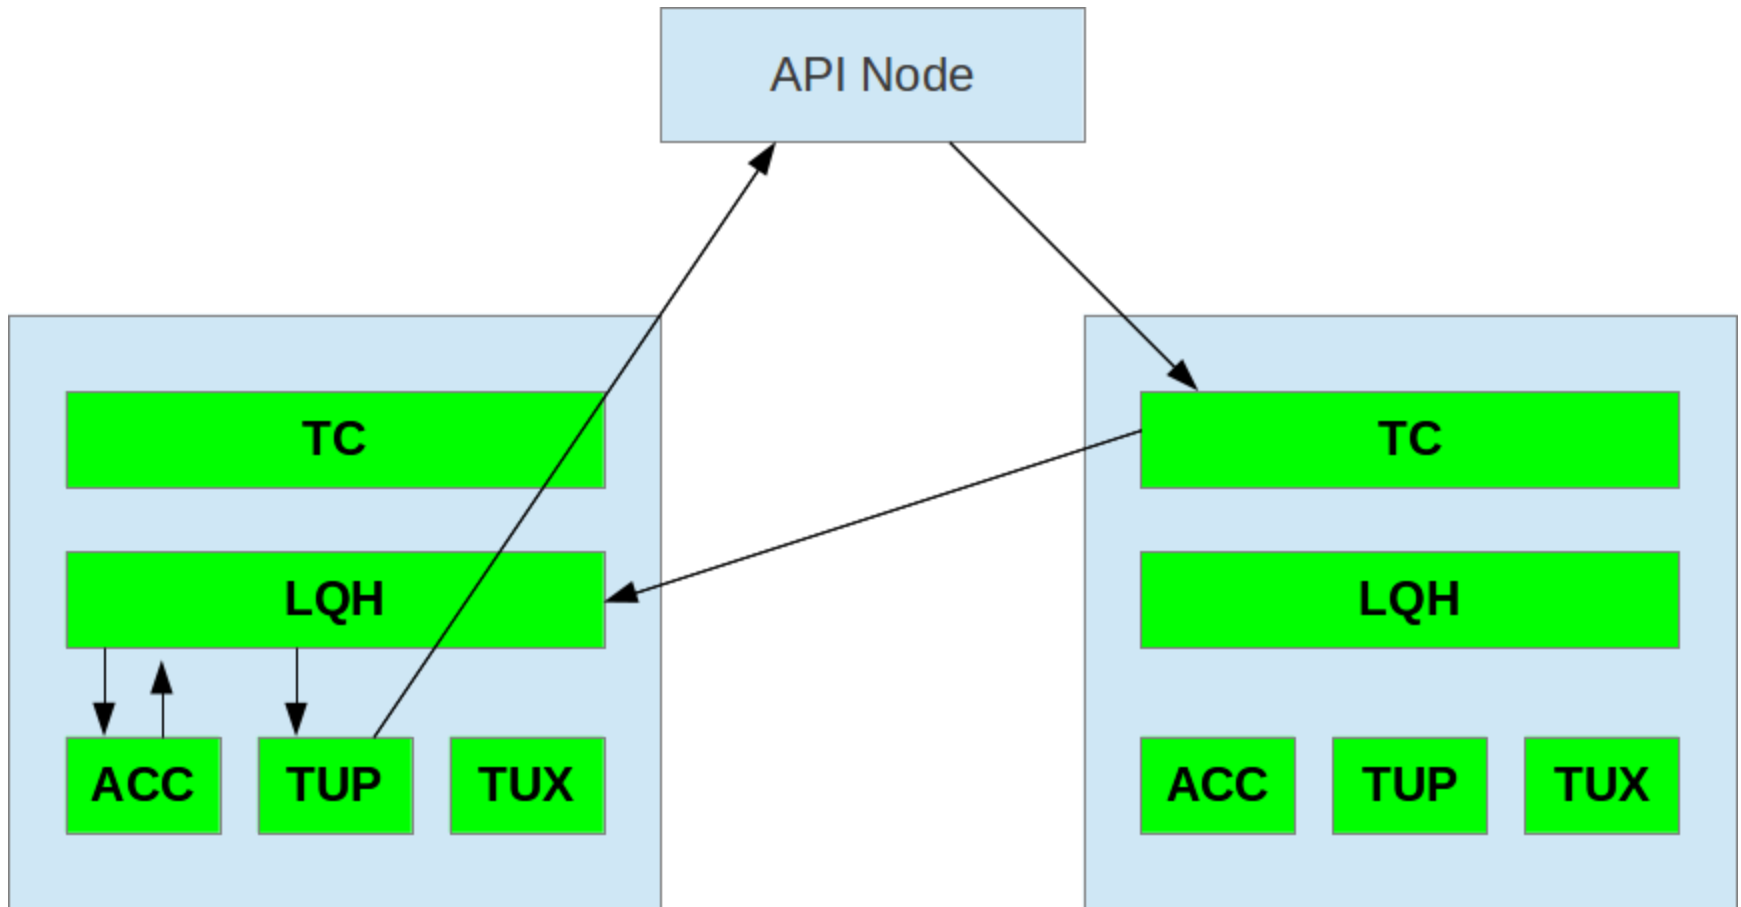 API Node
TC
LQH
ACC
TUP
TUX
TC
LQH
ACC
TUP
TUX